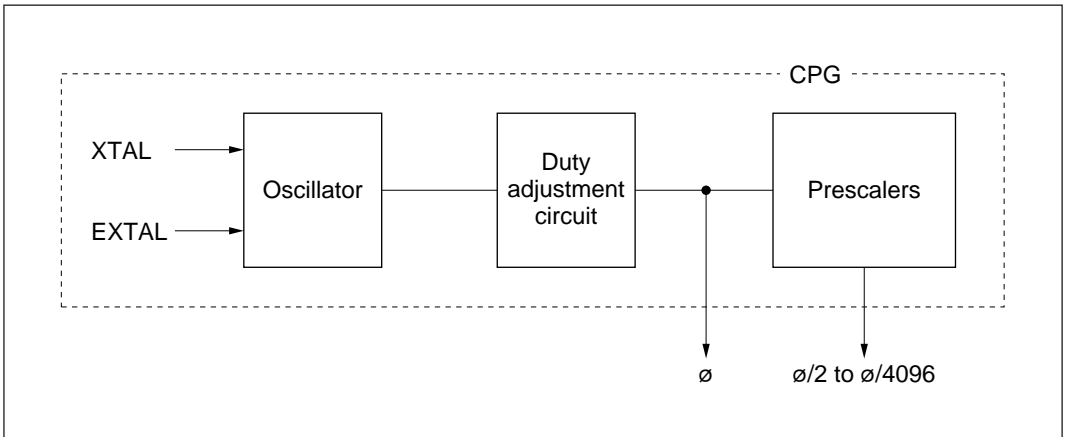 CPG
XTAL
EXTAL
Oscillator
Duty
adjustment
circuit
Prescalers
ø
ø/2 to ø/4096